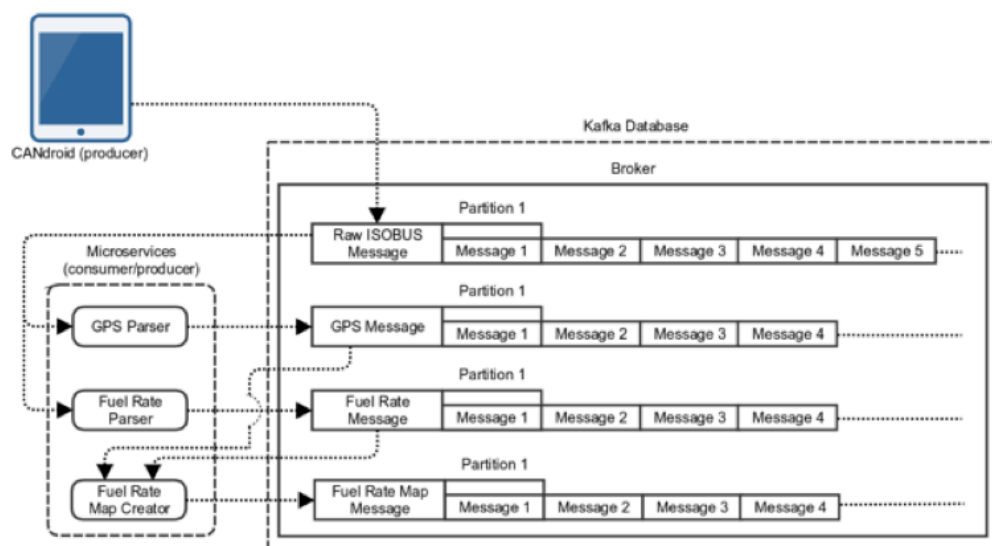 CANdroid (producer)
Kafka Database
Broker
Partition 1
Raw ISOBUS
Message
Message 1
Message 2
Message 3
Message 4
Message 5
Microservices
(consumer/producer)
Partition 1
GPS Parser
GPS Message
Message 1
Message 2
Message 3
Message 4
Partition 1
Fuel Rate
Parser
Fuel Rate
Message
Message 1
Message 2
Message 3
Message 4
Partition 1
Fuel Rate
Map Creator
Fuel Rate Map
Message
Message 1
Message 2
Message 3
Message 4